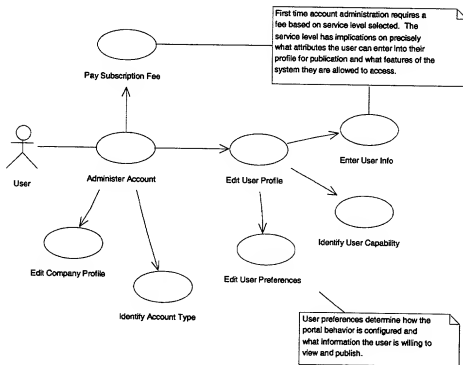 First time account administration requires a
fee based on service level selected. The
service level has implications on precisely
what attributes the user can enter into their
profile for publication and what features of the
system they are allowed to access.
Pay Subscription Fee
Enter User Info
User
Administer Account
Edit User Profile
Identify User Capability
Edit Company Profile
Edit User Preferences
Identify Account Type
User preferences determine how the
portal behavior is configured and
what information the user is willing to
view and publish.